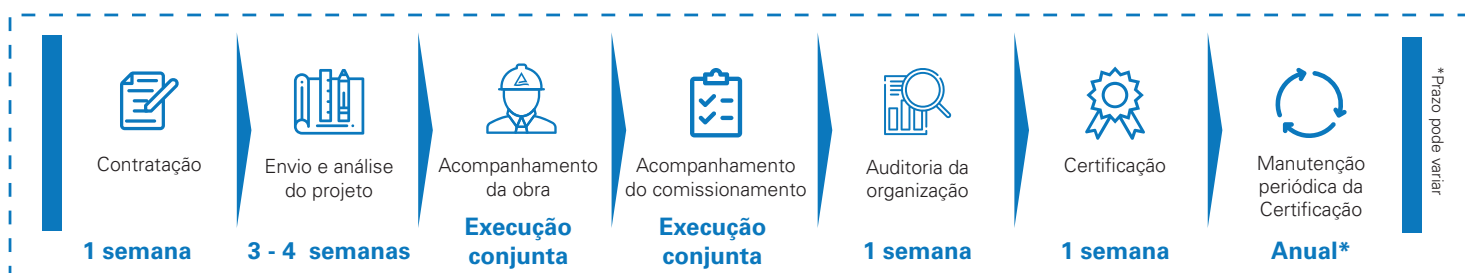 Contratação
1 semana
Envio e análise
do projeto
3 - 4 semanas
Acompanhamento
da obra
Execução
conjunta
Acompanhamento
do comissionamento
Execução
conjunta
Auditoria da
organização
1 semana
Certificação
1 semana
Manutenção
periódica da
Certificação
Anual*
*Prazo pode variar